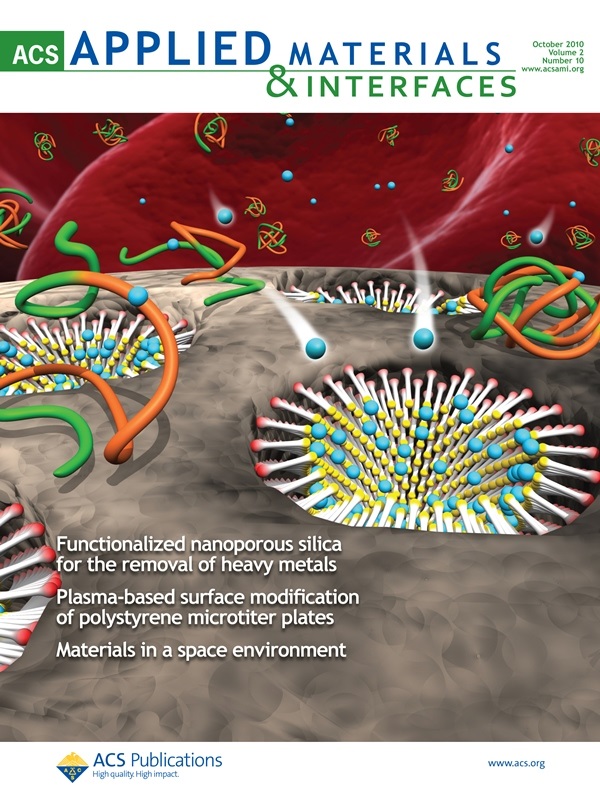 ACS APPLIED MATERIALS
& INTERFACES
October 2010
Volume 2
Number 10
www.acsami.org
Functionalized nanoporous silica
for the removal of heavy metals
Plasma-based surface modification
of polystyrene microtiter plates
Materials in a space environment
ACS Publications
High quality. High impact.
www.acs.org